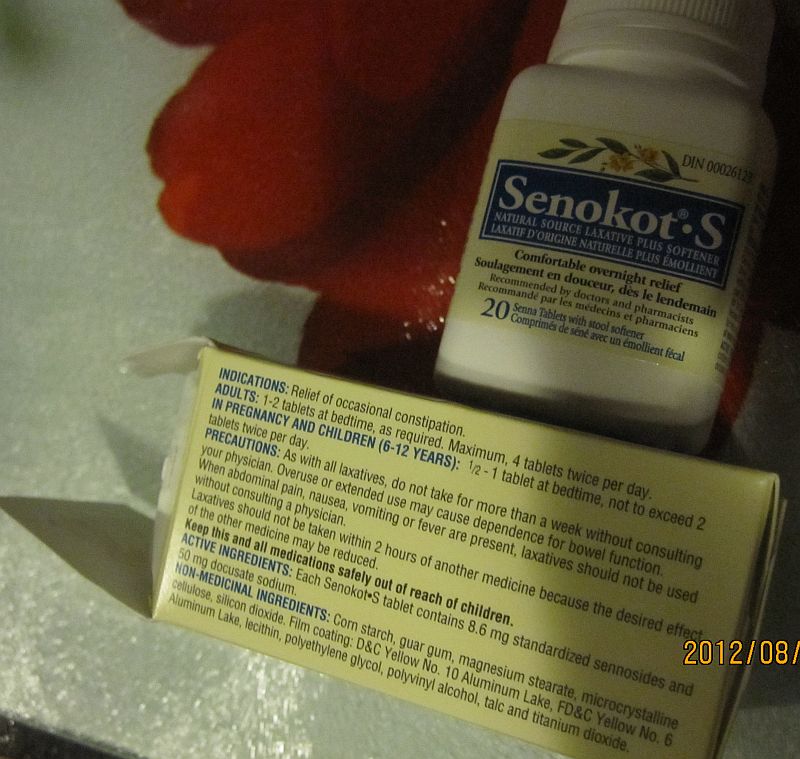 DIN 00026123
Senokot®•S
NATURAL SOURCE LAXATIVE PLUS SOFTENER
LAXATIF D'ORIGINE NATURELLE PLUS ÉMOLLIENT
Comfortable overnight relief
Soulagement en douceur, dès le lendemain
Recommended by doctors and pharmacists
Recommandé par les médecins et pharmaciens
20 Senna Tablets with stool softener
Comprimés de séné avec un émollient fécal
INDICATIONS: Relief of occasional constipation.
ADULTS: 1-2 tablets at bedtime, as required. Maximum, 4 tablets twice per day.
IN PREGNANCY AND CHILDREN (6-12 YEARS): 1/2 - 1 tablet at bedtime, not to exceed 2
tablets twice per day.
PRECAUTIONS: As with all laxatives, do not take for more than a week without consulting
your physician. Overuse or extended use may cause dependence for bowel function.
When abdominal pain, nausea, vomiting or fever are present, laxatives should not be used
without consulting a physician.
Laxatives should not be taken within 2 hours of another medicine because the desired effect
of the other medicine may be reduced.
Keep this and all medications safely out of reach of children.
ACTIVE INGREDIENTS: Each Senokot•S tablet contains 8.6 mg standardized sennosides and
50 mg docusate sodium.
NON-MEDICINAL INGREDIENTS: Corn starch, guar gum, magnesium stearate, microcrystalline
cellulose, silicon dioxide. Film coating: D&C Yellow No. 10 Aluminum Lake, FD&C Yellow No. 6
Aluminum Lake, lecithin, polyethylene glycol, polyvinyl alcohol, talc and titanium dioxide.
2012/08/